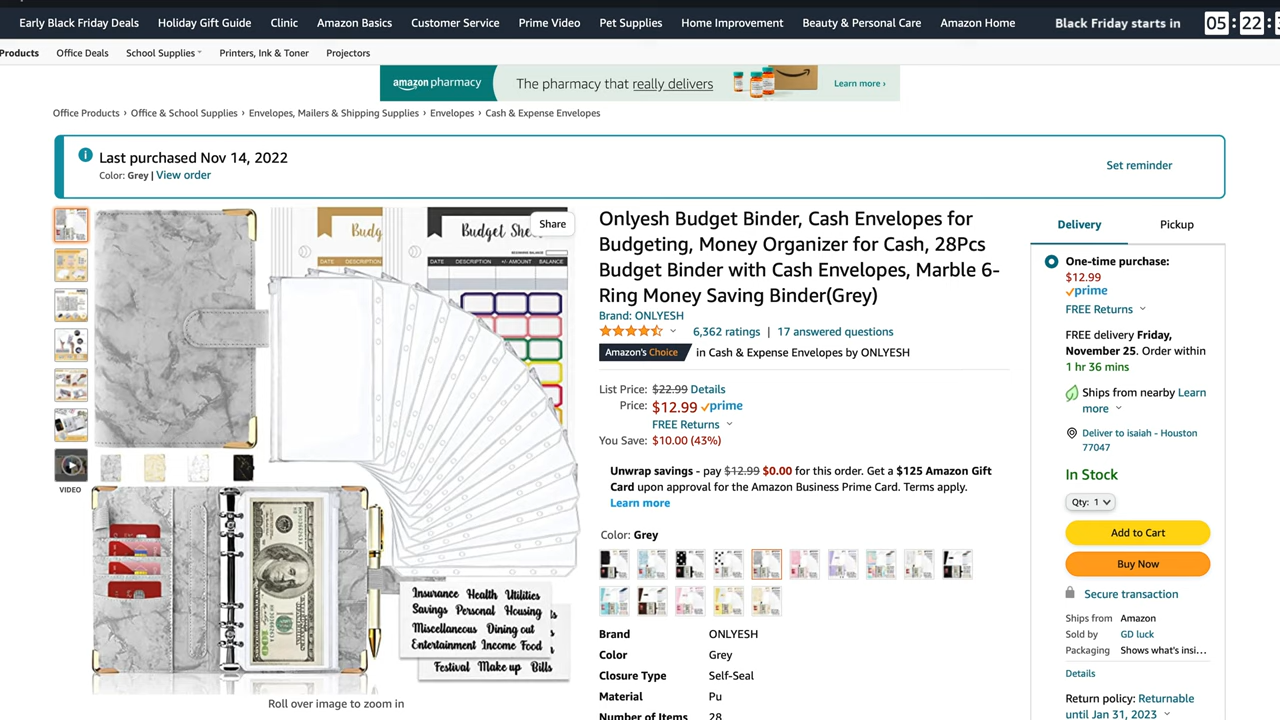 Early Black Friday Deals Holiday Gift Guide Clinic Amazon Basics Customer Service Prime Video Pet Supplies Home Improvement Beauty & Personal Care Amazon Home Black Friday starts in 05 : 22 :
Products Office Deals School Supplies Printers, Ink & Toner Projectors
amazon pharmacy The pharmacy that really delivers Learn more ›
Office Products › Office & School Supplies › Envelopes, Mailers & Shipping Supplies › Envelopes › Cash & Expense Envelopes
Last purchased Nov 14, 2022
Color: Grey | View order
Set reminder
Share
Budget
DATE DESCRIPTION +/- AMOUNT BALANCE
Insurance Health Utilities
Savings Personal Housing
Miscellaneous Dining out
Entertainment Income Food
Festival Make up Bills
VIDEO
Roll over image to zoom in
Onlyesh Budget Binder, Cash Envelopes for
Budgeting, Money Organizer for Cash, 28Pcs
Budget Binder with Cash Envelopes, Marble 6-
Ring Money Saving Binder(Grey)
Brand: ONLYESH
6,362 ratings | 17 answered questions
Amazon's Choice in Cash & Expense Envelopes by ONLYESH
List Price: $22.99 Details
Price: $12.99 prime
FREE Returns
You Save: $10.00 (43%)
Unwrap savings - pay $12.99 $0.00 for this order. Get a $125 Amazon Gift
Card upon approval for the Amazon Business Prime Card. Terms apply.
Learn more
Color: Grey
Brand ONLYESH
Color Grey
Closure Type Self-Seal
Material Pu
Number of Items 28
Delivery Pickup
One-time purchase:
$12.99
prime
FREE Returns
FREE delivery Friday,
November 25. Order within
1 hr 36 mins
Ships from nearby Learn
more
Deliver to isaiah - Houston
77047
In Stock
Qty: 1
Add to Cart
Buy Now
Secure transaction
Ships from Amazon
Sold by GD luck
Packaging Shows what's insi...
Details
Return policy: Returnable
until Jan 31, 2023